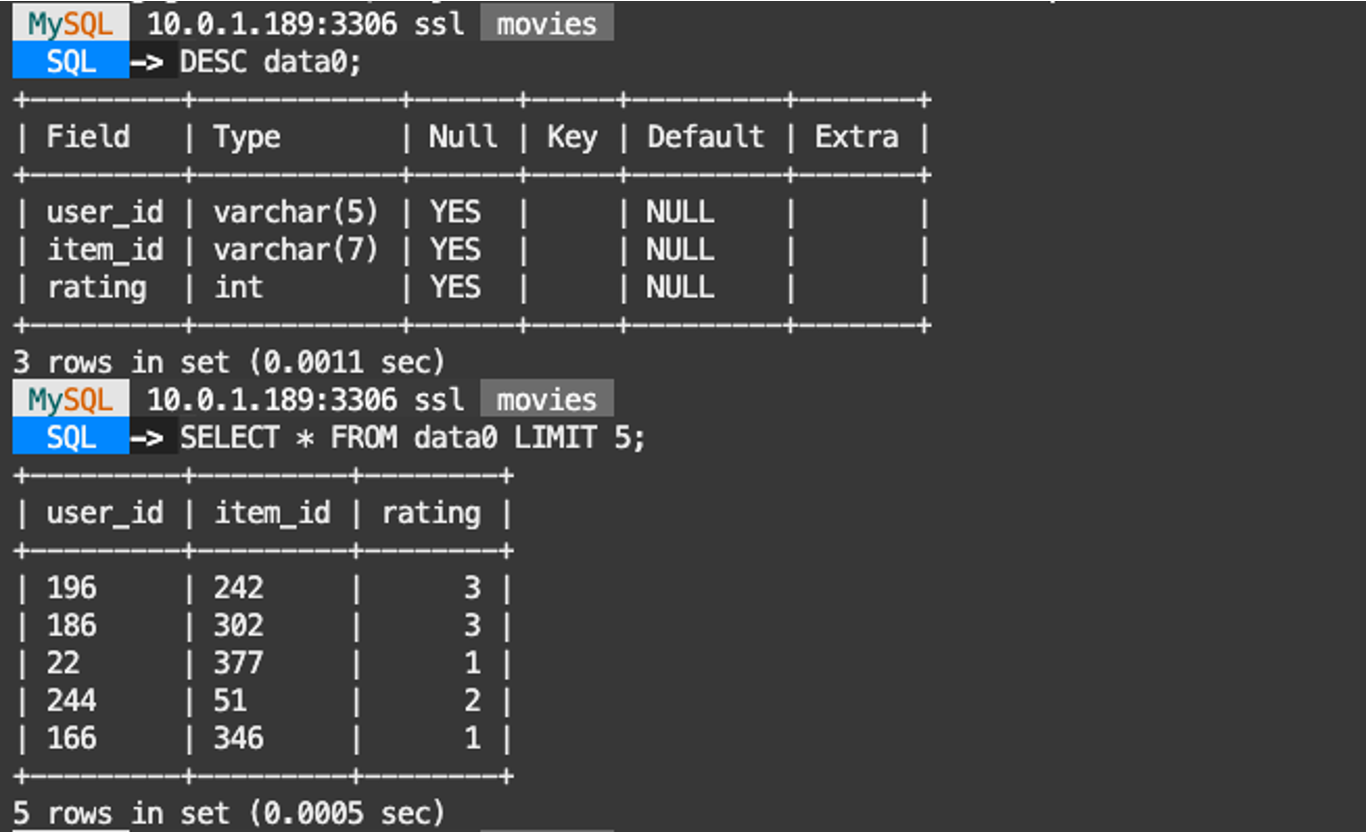 MySQL 10.0.1.189:3306 ssl movies
SQL -> DESC data0;
+---------+------------+------+-----+---------+-------+
| Field   | Type       | Null | Key | Default | Extra |
+---------+------------+------+-----+---------+-------+
| user_id | varchar(5) | YES  |     | NULL    |       |
| item_id | varchar(7) | YES  |     | NULL    |       |
| rating  | int        | YES  |     | NULL    |       |
+---------+------------+------+-----+---------+-------+
3 rows in set (0.0011 sec)
MySQL 10.0.1.189:3306 ssl movies
SQL -> SELECT * FROM data0 LIMIT 5;
+---------+---------+--------+
| user_id | item_id | rating |
+---------+---------+--------+
| 196     | 242     |      3 |
| 186     | 302     |      3 |
| 22      | 377     |      1 |
| 244     | 51      |      2 |
| 166     | 346     |      1 |
+---------+---------+--------+
5 rows in set (0.0005 sec)